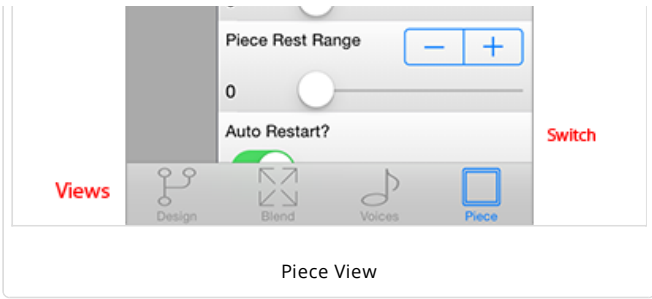 Piece Rest Range
0
Auto Restart?
Switch
Views
Design Blend Voices Piece
Piece View